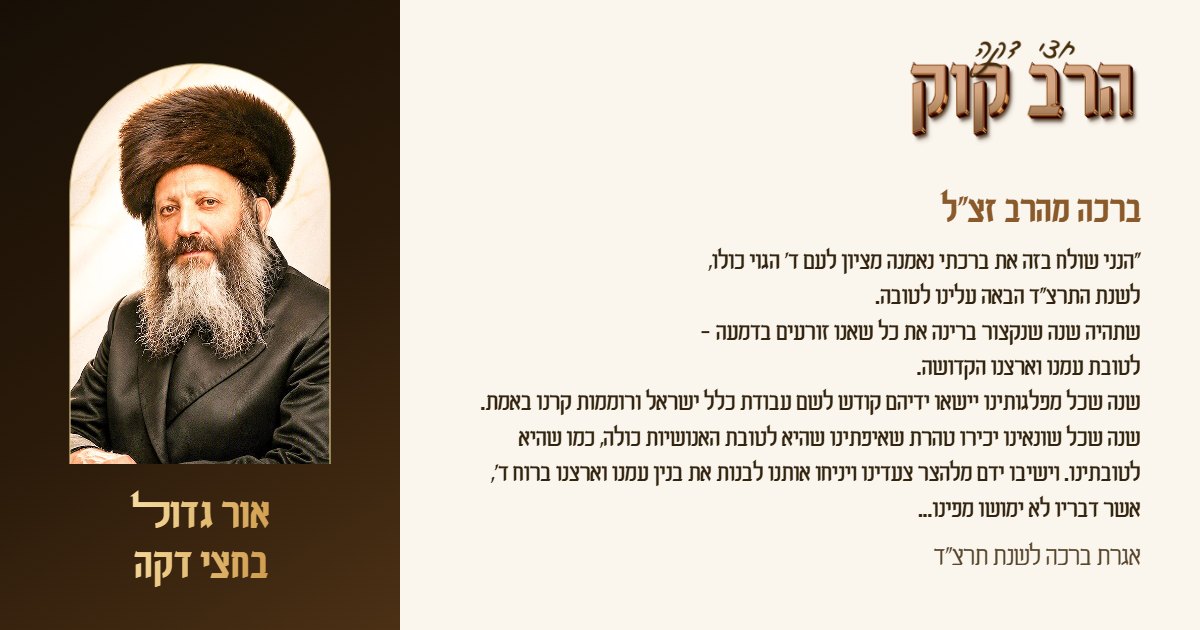 חצי דקה
הרב קוק
ברכה מהרב זצ"ל
"הנני שולח בזה את ברכתי נאמנה מציון לעם ד' הגוי כולו,
לשנת התרצ"ד הבאה עלינו לטובה.
שתהיה שנה שנקצור ברינה את כל שאנו זורעים בדמעה -
לטובת עמנו וארצנו הקדושה.
שנה שכל מפלגותינו יישאו ידיהם קודש לשם עבודת כלל ישראל ורוממות קרנו באמת.
שנה שכל שונאינו יכירו טהרת שאיפתינו שהיא לטובת האנושיות כולה, כמו שהיא
לטובתינו. וישיבו ידם מלהצר צעדינו ויניחו אותנו לבנות את בנין עמנו וארצנו ברוח ד',
אשר דבריו לא ימושו מפינו...
אגרת ברכה לשנת תרצ"ד
אור גדול
בחצי דקה